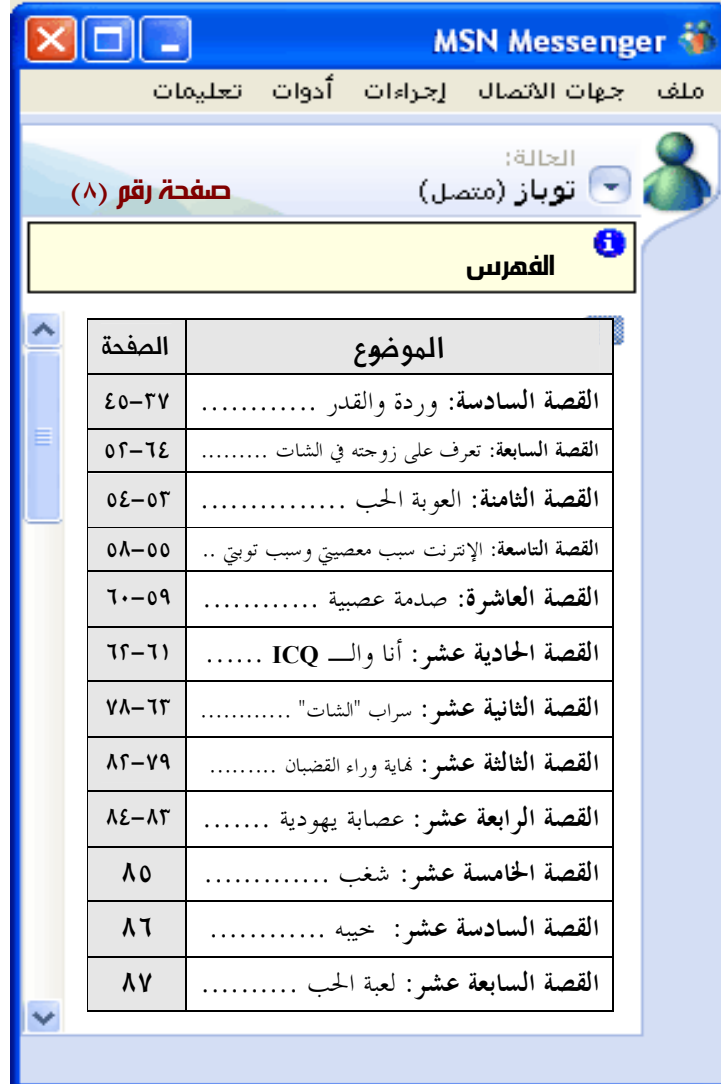 MSN Messenger
ملف جهات الاتصال إجراءات أدوات تعليمات
الحالة:
توباز (متصل)
صفحة رقم (٨)
الفهرس
الموضوع الصفحة
القصة السادسة: وردة والقدر ............ ٣٧-٤٥
القصة السابعة: تعرف على زوجته في الشات ......... ٦٤-٥٢
القصة الثامنة: العوبة الحب ............... ٥٣-٥٤
القصة التاسعة: الإنترنت سبب معصيتي وسبب توبتي .. ٥٥-٥٨
القصة العاشرة: صدمة عصبية ............ ٥٩-٦٠
القصة الحادية عشر: أنا والـــ ICQ ...... ٦١-٦٢
القصة الثانية عشر: سراب "الشات" ............ ٦٣-٧٨
القصة الثالثة عشر: نهاية وراء القضبان ......... ٧٩-٨٢
القصة الرابعة عشر: عصابة يهودية ....... ٨٣-٨٤
القصة الخامسة عشر: شغب ............. ٨٥
القصة السادسة عشر: خيبه ............ ٨٦
القصة السابعة عشر: لعبة الحب .......... ٨٧